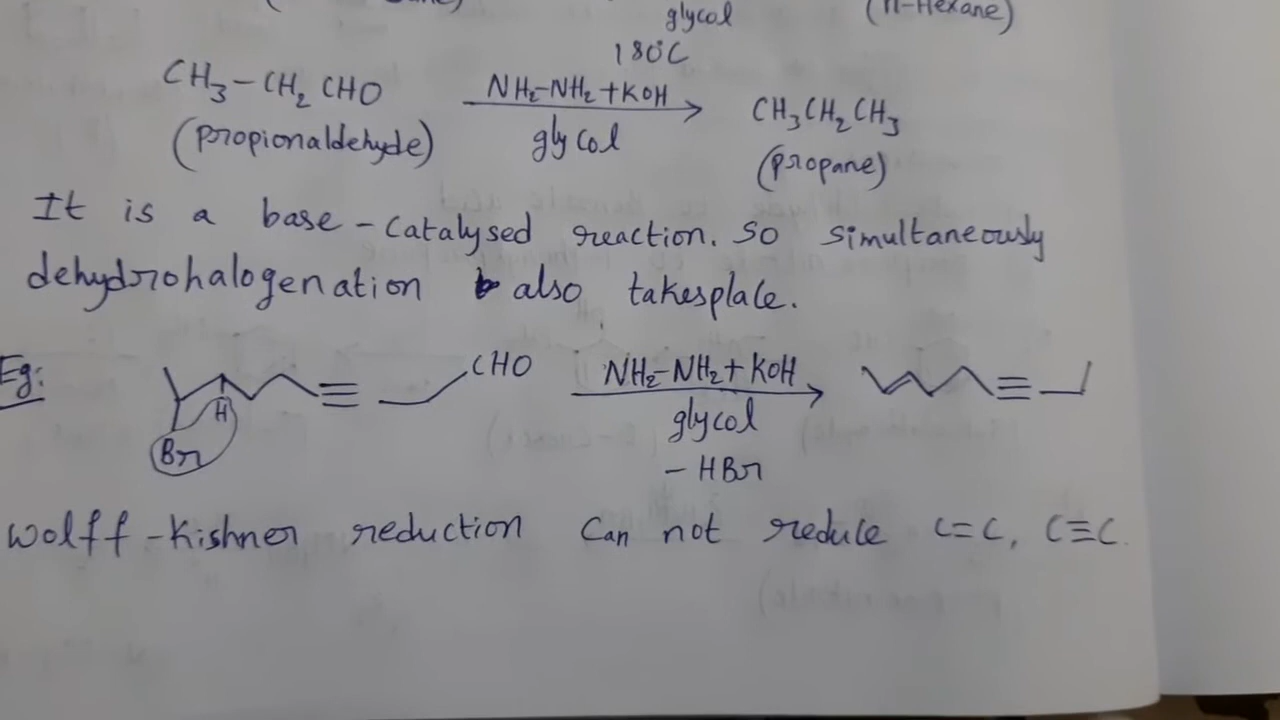 glycol (n-Hexane)
180°C
CH₃-CH₂CHO NH₂-NH₂+KOH CH₃CH₂CH₃
(Propionaldehyde) glycol (propane)
It is a base-catalysed reaction. so simultaneously
dehydrohalogenation also takesplace.
Eg: H Br CHO NH₂-NH₂+KOH
glycol
-HBr
Wolff-Kishner reduction can not reduce C=C, C≡C.